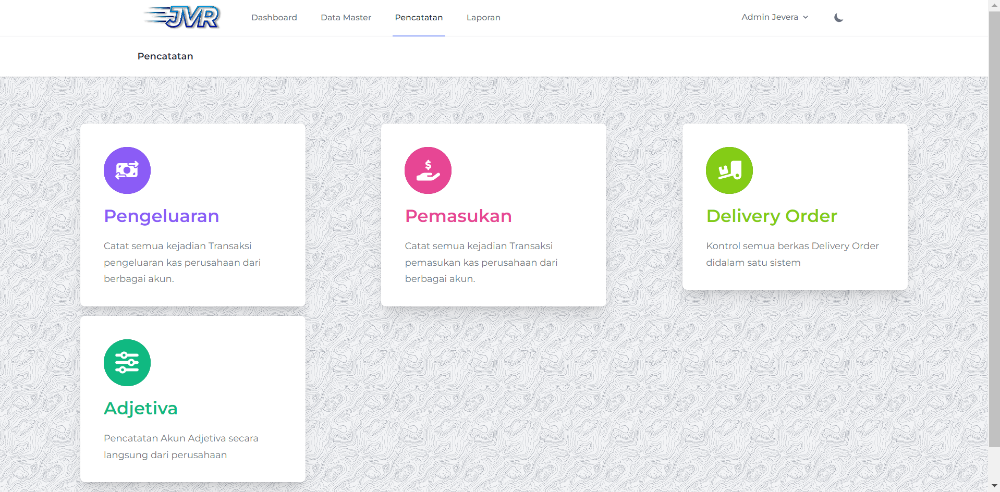 JVR
Dashboard
Data Master
Pencatatan
Laporan
Admin Jevera
Pencatatan
Pengeluaran
Catat semua kejadian Transaksi
pengeluaran kas perusahaan dari
berbagai akun.
Pemasukan
Catat semua kejadian Transaksi
pemasukan kas perusahaan dari
berbagai akun.
Delivery Order
Kontrol semua berkas Delivery Order
didalam satu sistem
Adjetiva
Pencatatan Akun Adjetiva secara
langsung dari perusahaan